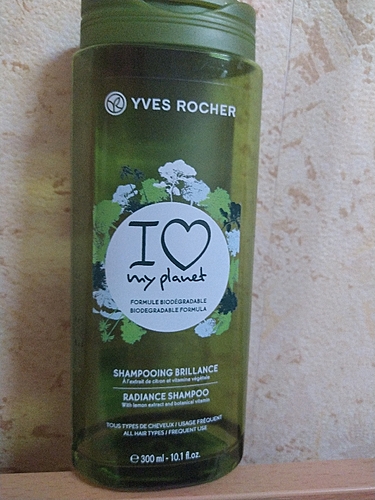 YVES ROCHER
I ♡
my planet
FORMULE BIODÉGRADABLE
BIODEGRADABLE FORMULA
SHAMPOOING BRILLANCE
À l'extrait de citron et vitamine végétale
RADIANCE SHAMPOO
With lemon extract and botanical vitamin
TOUS TYPES DE CHEVEUX / USAGE FRÉQUENT
ALL HAIR TYPES / FREQUENT USE
℮ 300 ml - 10.1 fl.oz.